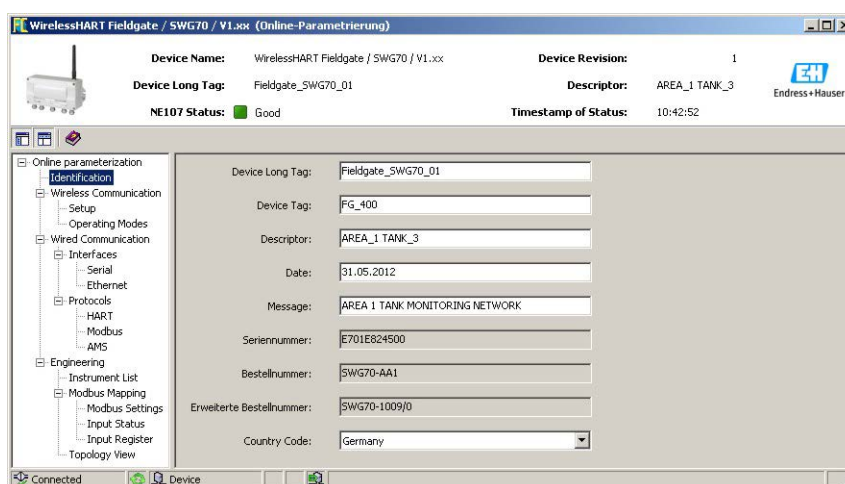 WirelessHART Fieldgate / SWG70 / V1.xx (Online-Parametrierung)
Device Name: WirelessHART Fieldgate / SWG70 / V1.xx Device Revision: 1
Device Long Tag: Fieldgate_SWG70_01 Descriptor: AREA_1 TANK_3
NE107 Status: Good Timestamp of Status: 10:42:52
EH
Endress+Hauser
Online parameterization
Identification
Wireless Communication
Setup
Operating Modes
Wired Communication
Interfaces
Serial
Ethernet
Protocols
HART
Modbus
AMS
Engineering
Instrument List
Modbus Mapping
Modbus Settings
Input Status
Input Register
Topology View
Device Long Tag: Fieldgate_SWG70_01
Device Tag: FG_400
Descriptor: AREA_1 TANK_3
Date: 31.05.2012
Message: AREA 1 TANK MONITORING NETWORK
Seriennummer: E701E824500
Bestellnummer: SWG70-AA1
Erweiterte Bestellnummer: SWG70-1009/0
Country Code: Germany
Connected Device